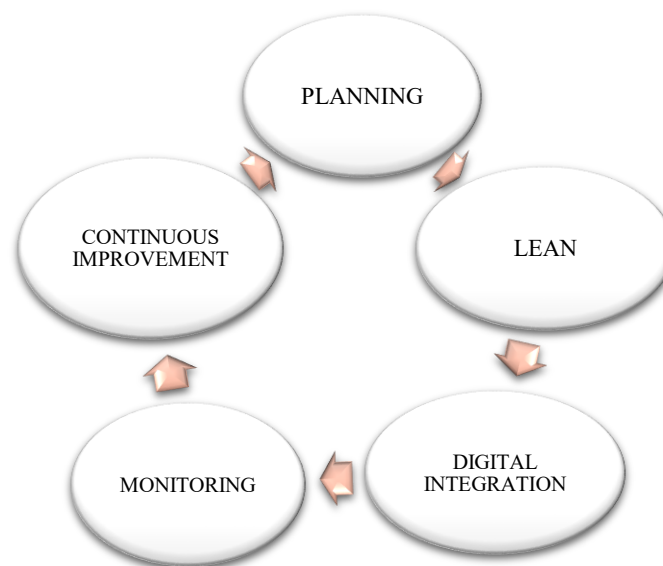 PLANNING
LEAN
DIGITAL
INTEGRATION
MONITORING
CONTINUOUS
IMPROVEMENT